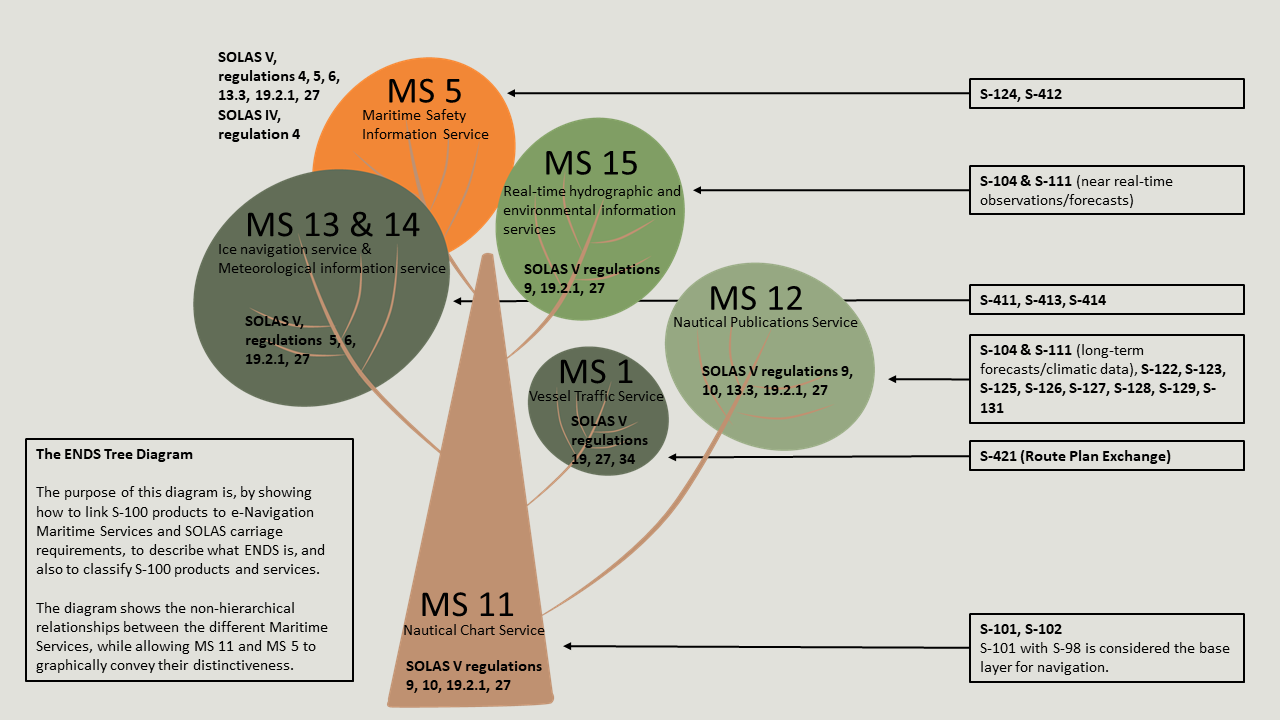 SOLAS V,
regulations 4, 5, 6,
13.3, 19.2.1, 27
SOLAS IV,
regulation 4
MS 5
Maritime Safety
Information Service
S-124, S-412
MS 15
Real-time hydrographic and
environmental information
services
SOLAS V regulations
9, 19.2.1, 27
S-104 & S-111 (near real-time
observations/forecasts)
MS 13 & 14
Ice navigation service &
Meteorological information service
SOLAS V,
regulations 5, 6,
19.2.1, 27
S-411, S-413, S-414
MS 12
Nautical Publications Service
SOLAS V regulations 9,
10, 13.3, 19.2.1, 27
S-104 & S-111 (long-term
forecasts/climatic data), S-122, S-123,
S-125, S-126, S-127, S-128, S-129, S-
131
MS 1
Vessel Traffic Service
SOLAS V
regulations
19, 27, 34
S-421 (Route Plan Exchange)
The ENDS Tree Diagram
The purpose of this diagram is, by showing
how to link S-100 products to e-Navigation
Maritime Services and SOLAS carriage
requirements, to describe what ENDS is, and
also to classify S-100 products and services.
The diagram shows the non-hierarchical
relationships between the different Maritime
Services, while allowing MS 11 and MS 5 to
graphically convey their distinctiveness.
MS 11
Nautical Chart Service
SOLAS V regulations
9, 10, 19.2.1, 27
S-101, S-102
S-101 with S-98 is considered the base
layer for navigation.